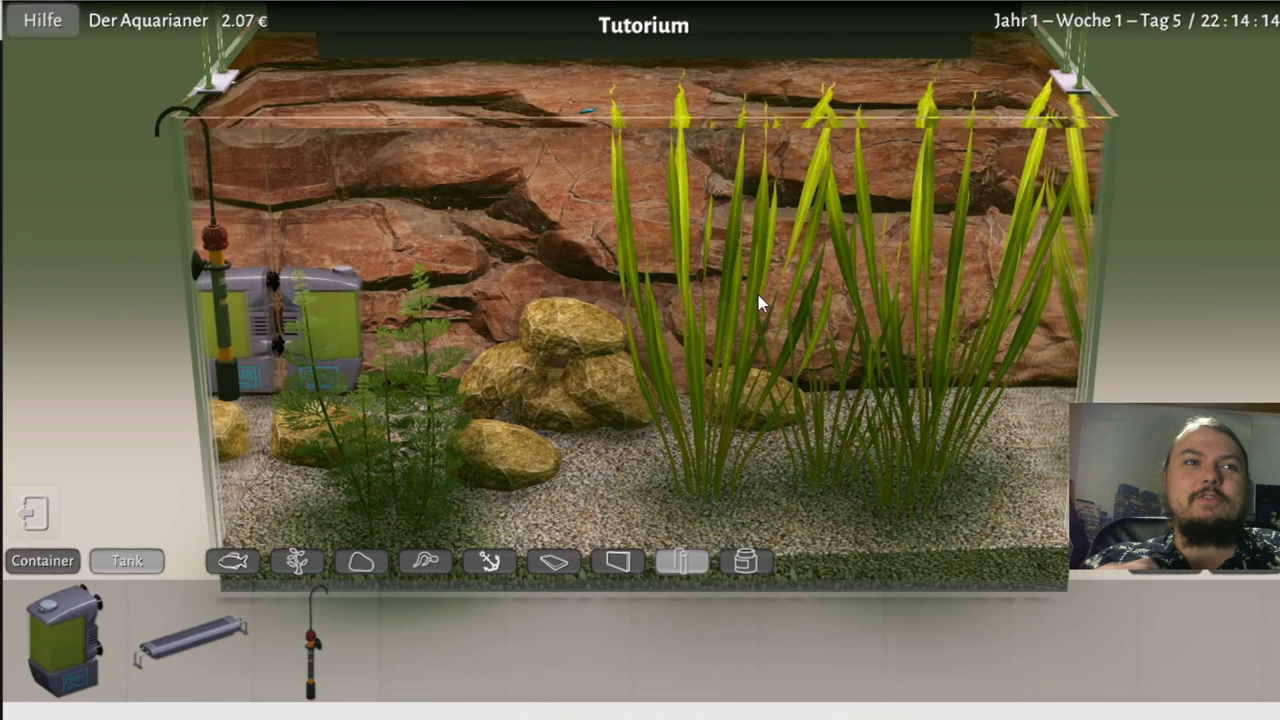 Hilfe
Der Aquarianer 2.07 €
Tutorium
Jahr 1 – Woche 1 – Tag 5 / 22 : 14 : 14
Container
Tank